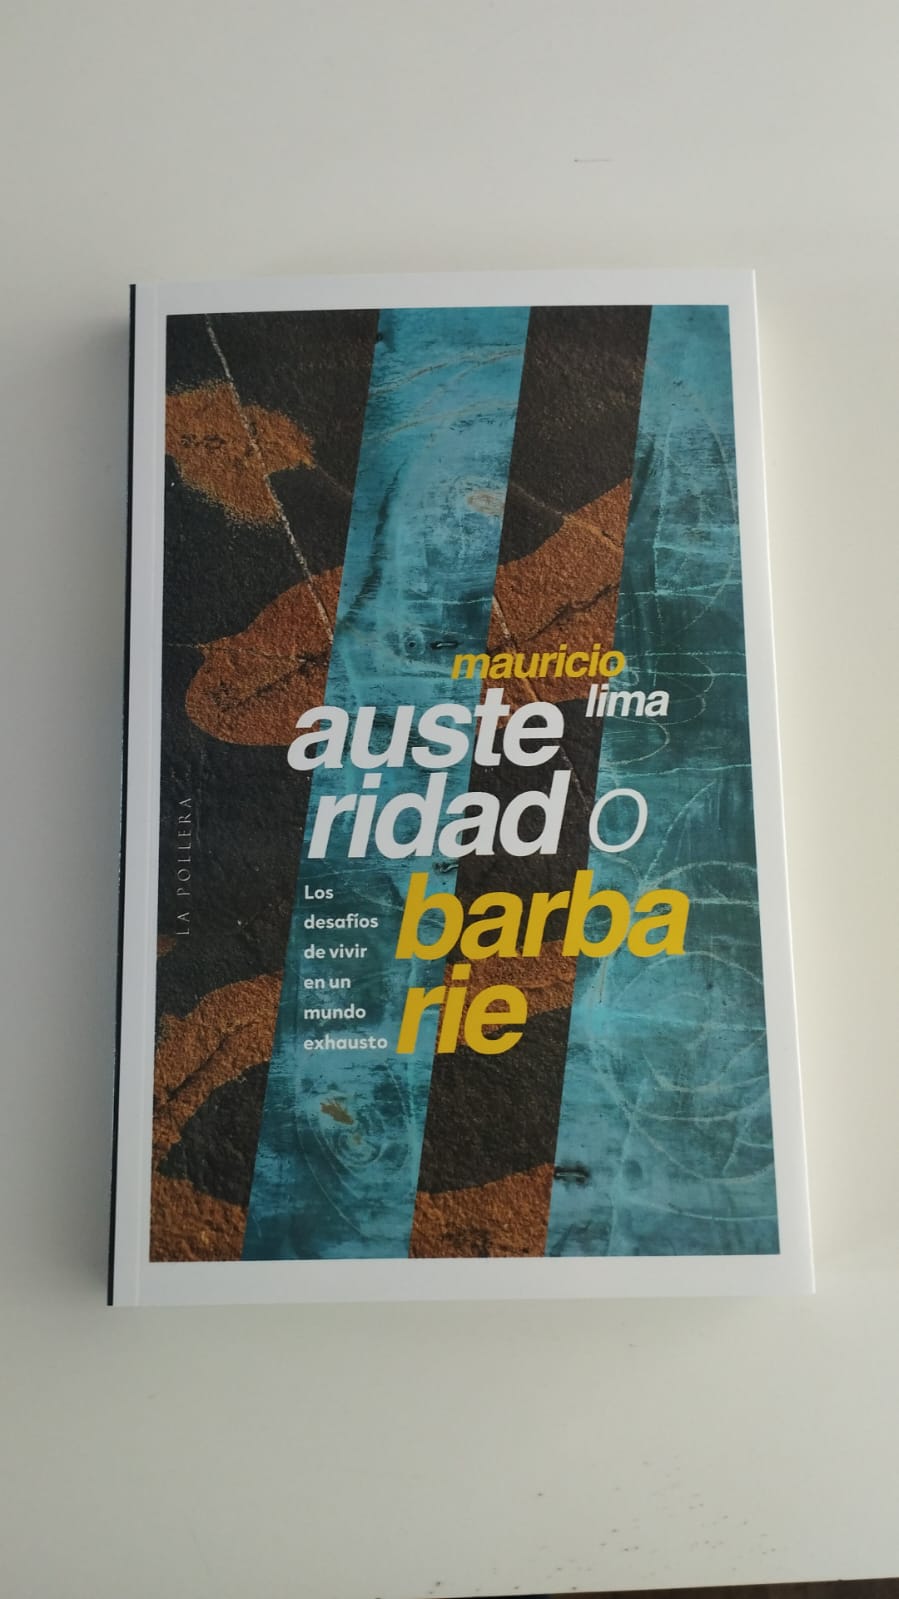 mauricio
lima
auste
ridad o
barba
rie
Los
desafíos
de vivir
en un
mundo
exhausto
LA POLLERA